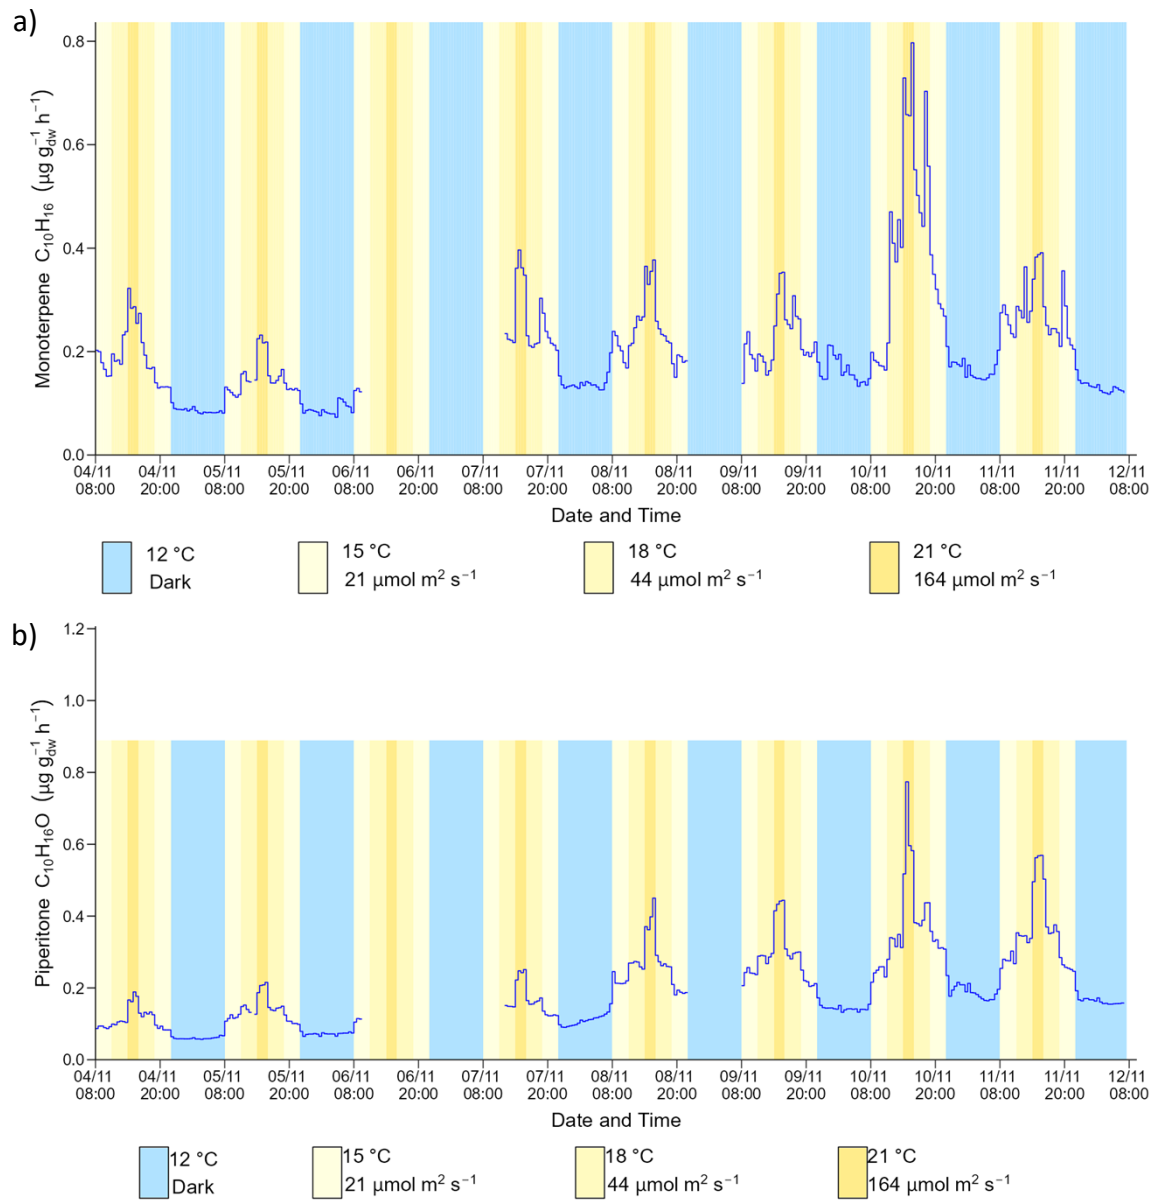 a)
Monoterpene C₁₀H₁₆ (µg g_dw⁻¹ h⁻¹)
0.8
0.6
0.4
0.2
0.0
04/11 04/11 05/11 05/11 06/11 06/11 07/11 07/11 08/11 08/11 09/11 09/11 10/11 10/11 11/11 11/11 12/11
08:00 20:00 08:00 20:00 08:00 20:00 08:00 20:00 08:00 20:00 08:00 20:00 08:00 20:00 08:00 20:00 08:00
Date and Time
12 °C 15 °C 18 °C 21 °C
Dark 21 µmol m² s⁻¹ 44 µmol m² s⁻¹ 164 µmol m² s⁻¹
b)
Piperitone C₁₀H₁₆O (µg g_dw⁻¹ h⁻¹)
1.2
1.0
0.8
0.6
0.4
0.2
0.0
04/11 04/11 05/11 05/11 06/11 06/11 07/11 07/11 08/11 08/11 09/11 09/11 10/11 10/11 11/11 11/11 12/11
08:00 20:00 08:00 20:00 08:00 20:00 08:00 20:00 08:00 20:00 08:00 20:00 08:00 20:00 08:00 20:00 08:00
Date and Time
12 °C 15 °C 18 °C 21 °C
Dark 21 µmol m² s⁻¹ 44 µmol m² s⁻¹ 164 µmol m² s⁻¹